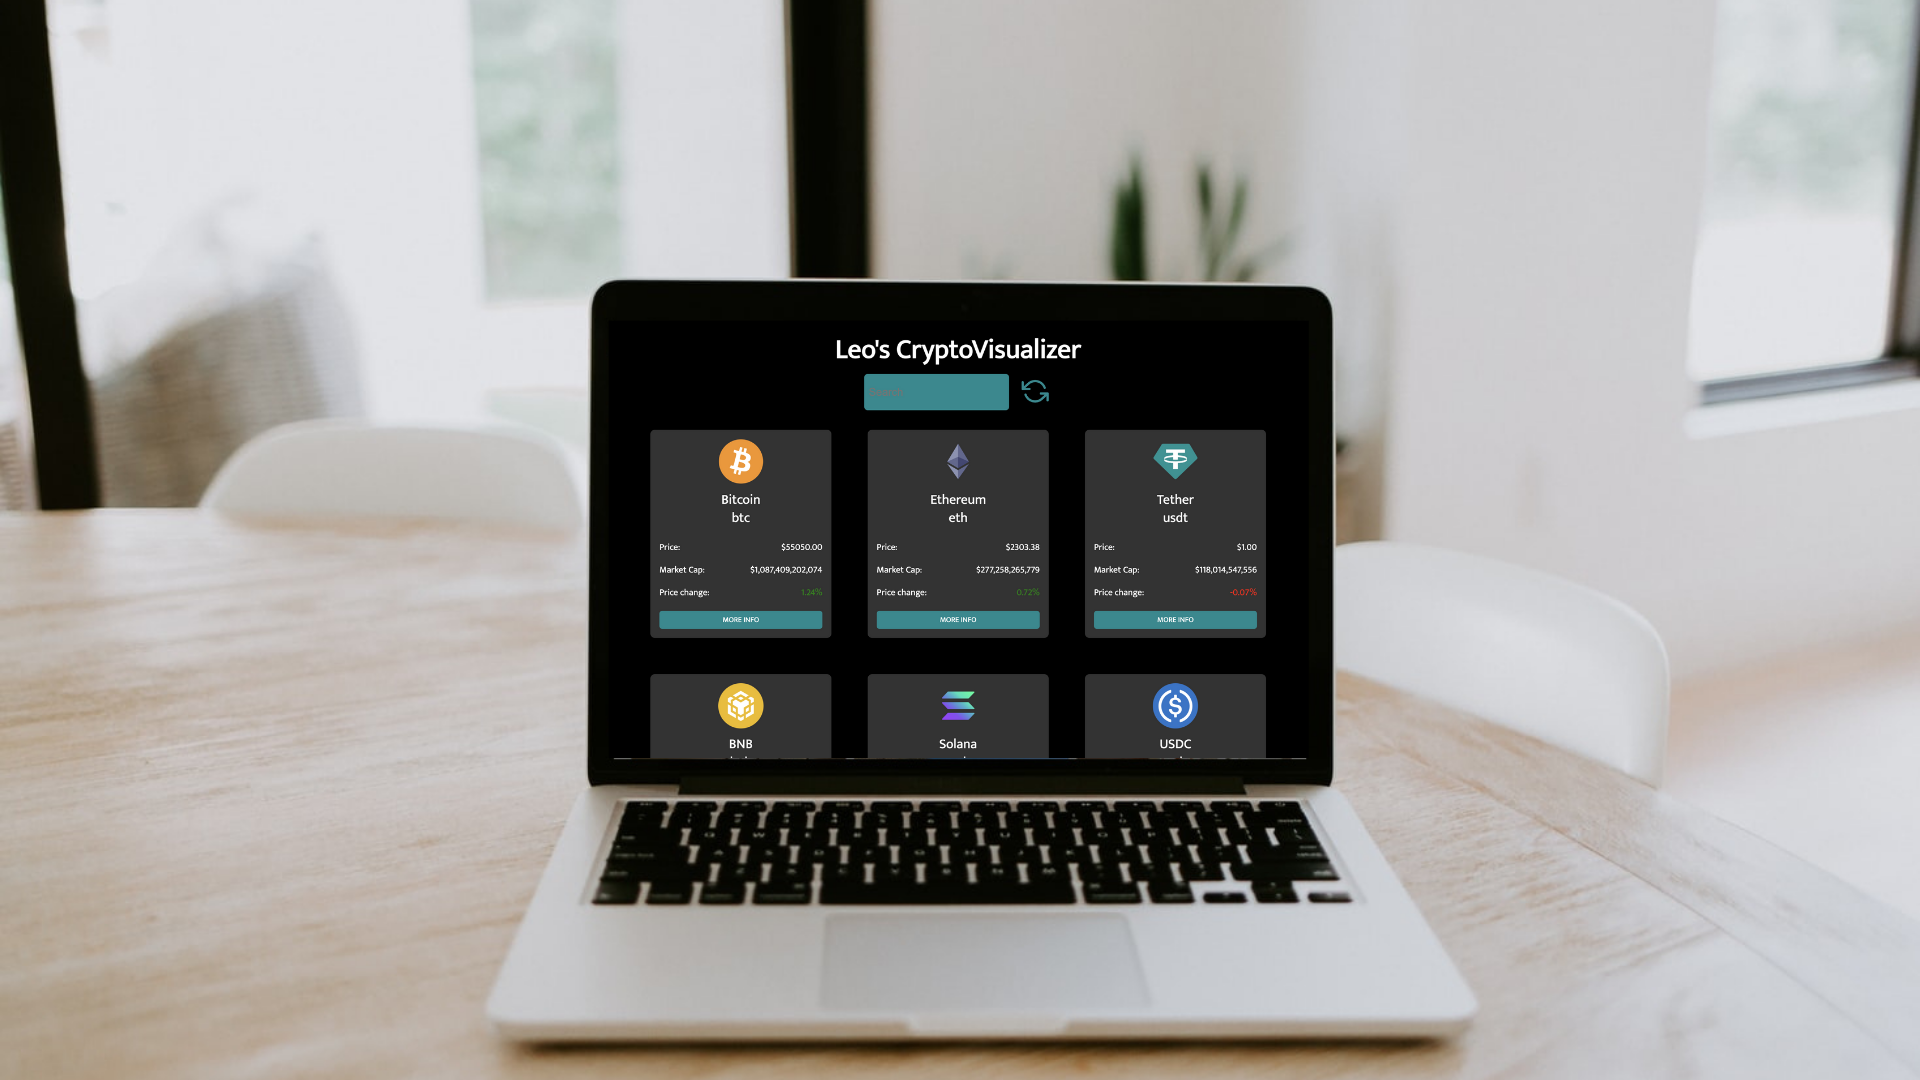 Leo's CryptoVisualizer
Bitcoin
btc
Price: $55050.00
Market Cap: $1,087,409,202,074
Price change: 1.24%
MORE INFO
Ethereum
eth
Price: $2303.38
Market Cap: $277,258,265,779
Price change: 0.72%
MORE INFO
Tether
usdt
Price: $1.00
Market Cap: $118,014,547,556
Price change: -0.07%
MORE INFO
BNB
Solana
USDC